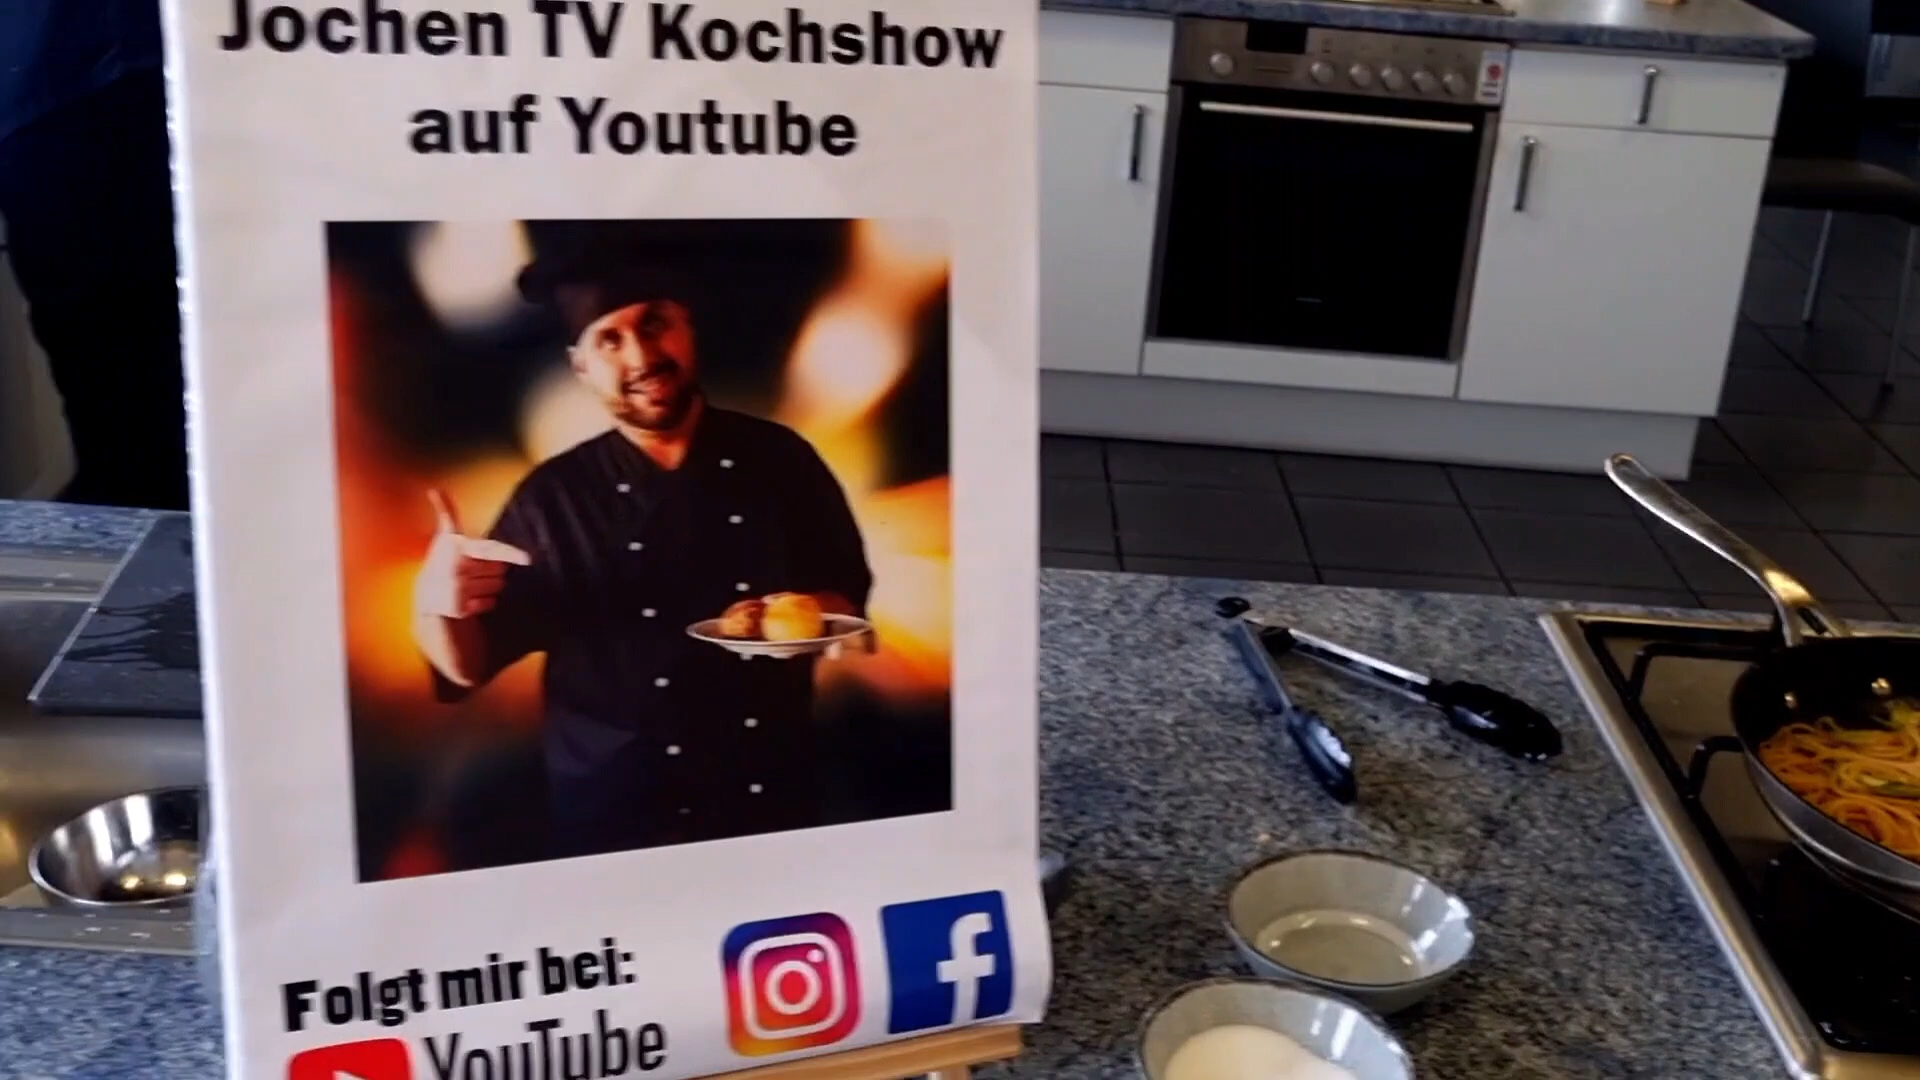 Jochen TV Kochshow
auf Youtube
Folgt mir bei:
YouTube